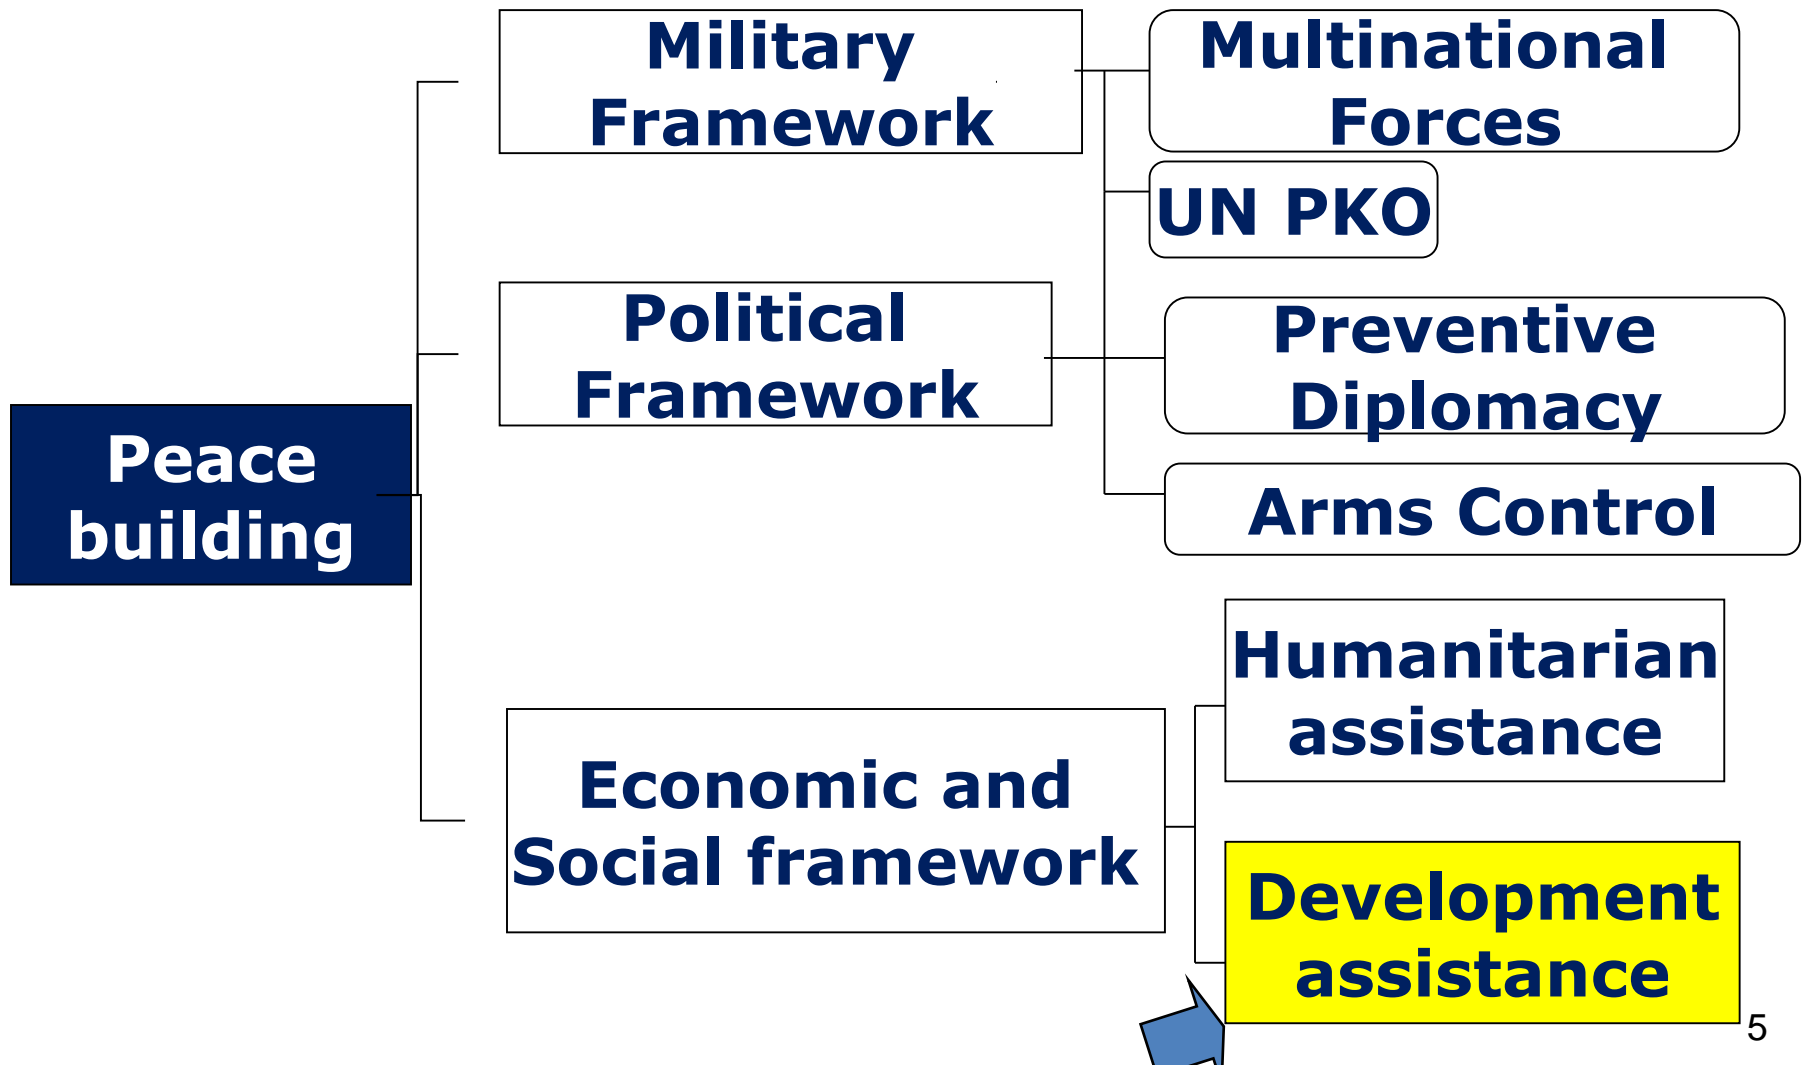 Military
Framework
Multinational
Forces
UN PKO
Political
Framework
Preventive
Diplomacy
Peace
building
Arms Control
Humanitarian
assistance
Economic and
Social framework
Development
assistance
5